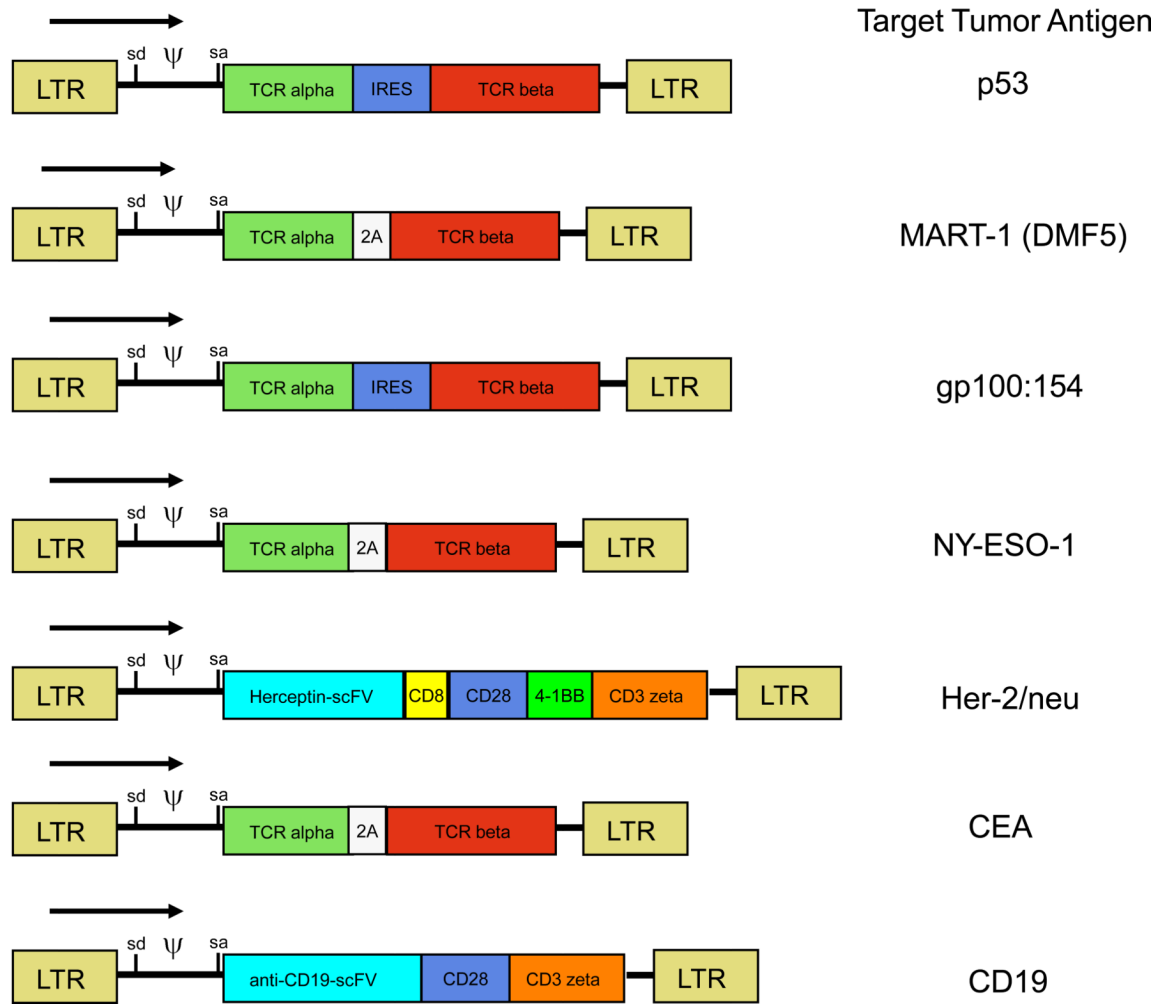 Target Tumor Antigen
sd Ψ sa
LTR TCR alpha IRES TCR beta LTR p53
sd Ψ sa
LTR TCR alpha 2A TCR beta LTR MART-1 (DMF5)
sd Ψ sa
LTR TCR alpha IRES TCR beta LTR gp100:154
sd Ψ sa
LTR TCR alpha 2A TCR beta LTR NY-ESO-1
sd Ψ sa
LTR Herceptin-scFV CD8 CD28 4-1BB CD3 zeta LTR Her-2/neu
sd Ψ sa
LTR TCR alpha 2A TCR beta LTR CEA
sd Ψ sa
LTR anti-CD19-scFV CD28 CD3 zeta LTR CD19